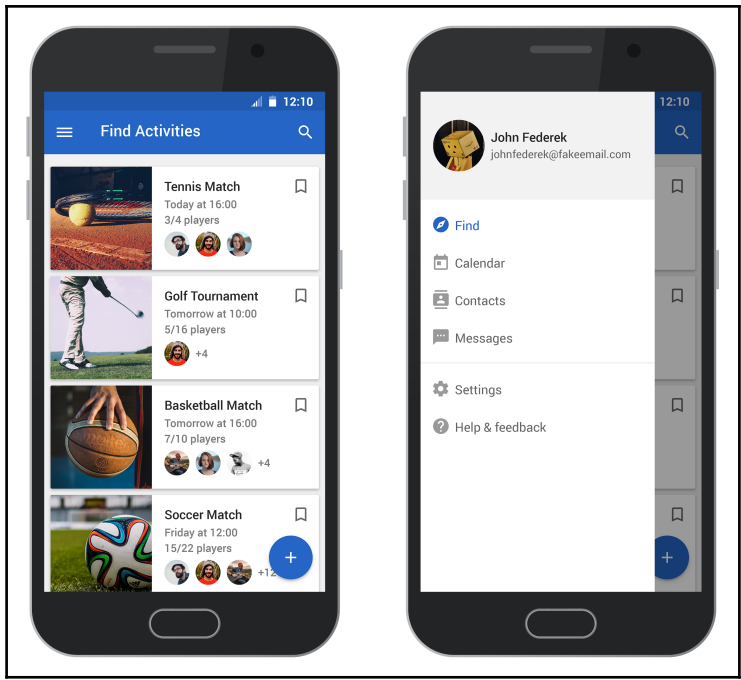 12:10
Find Activities
Tennis Match
Today at 16:00
3/4 players
Golf Tournament
Tomorrow at 10:00
5/16 players
+4
Basketball Match
Tomorrow at 16:00
7/10 players
+4
Soccer Match
Friday at 12:00
15/22 players
+12
+
12:10
John Federek
johnfederek@fakeemail.com
Find
Calendar
Contacts
Messages
Settings
Help & feedback
+